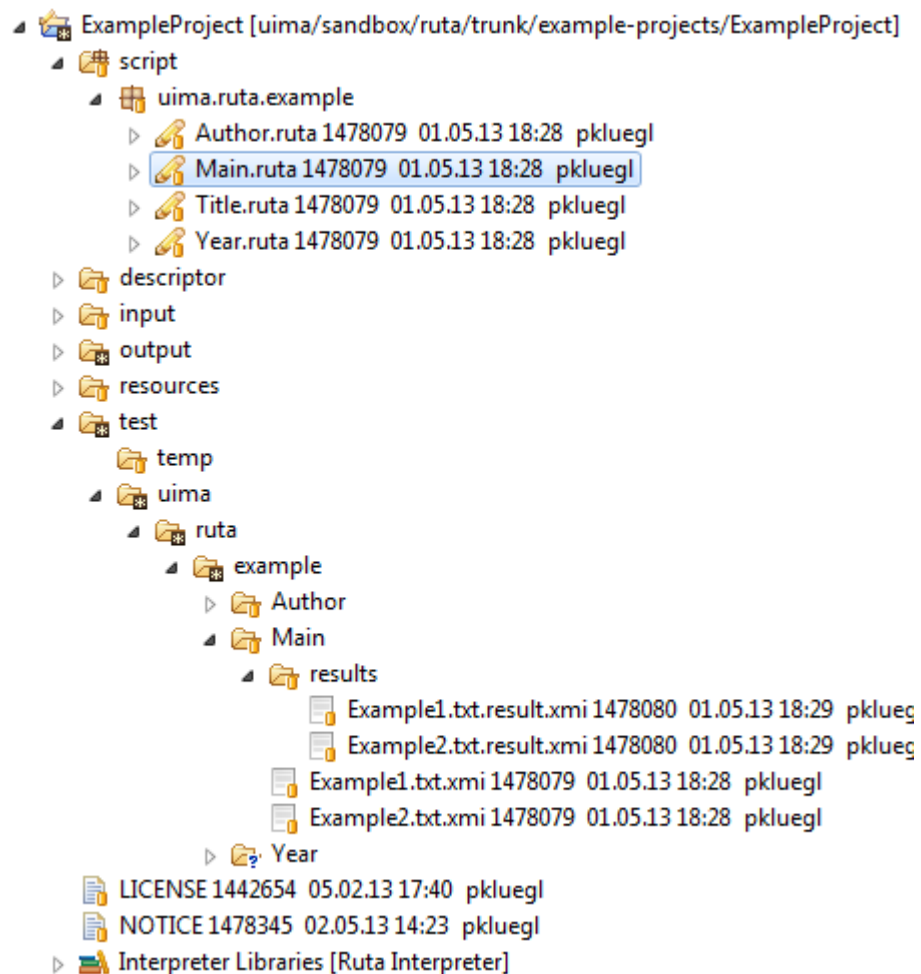 ExampleProject [uima/sandbox/ruta/trunk/example-projects/ExampleProject]
script
uima.ruta.example
Author.ruta 1478079 01.05.13 18:28 pkluegl
Main.ruta 1478079 01.05.13 18:28 pkluegl
Title.ruta 1478079 01.05.13 18:28 pkluegl
Year.ruta 1478079 01.05.13 18:28 pkluegl
descriptor
input
output
resources
test
temp
uima
ruta
example
Author
Main
results
Example1.txt.result.xmi 1478080 01.05.13 18:29 pklueg
Example2.txt.result.xmi 1478080 01.05.13 18:29 pklueg
Example1.txt.xmi 1478079 01.05.13 18:28 pkluegl
Example2.txt.xmi 1478079 01.05.13 18:28 pkluegl
Year
LICENSE 1442654 05.02.13 17:40 pkluegl
NOTICE 1478345 02.05.13 14:23 pkluegl
Interpreter Libraries [Ruta Interpreter]